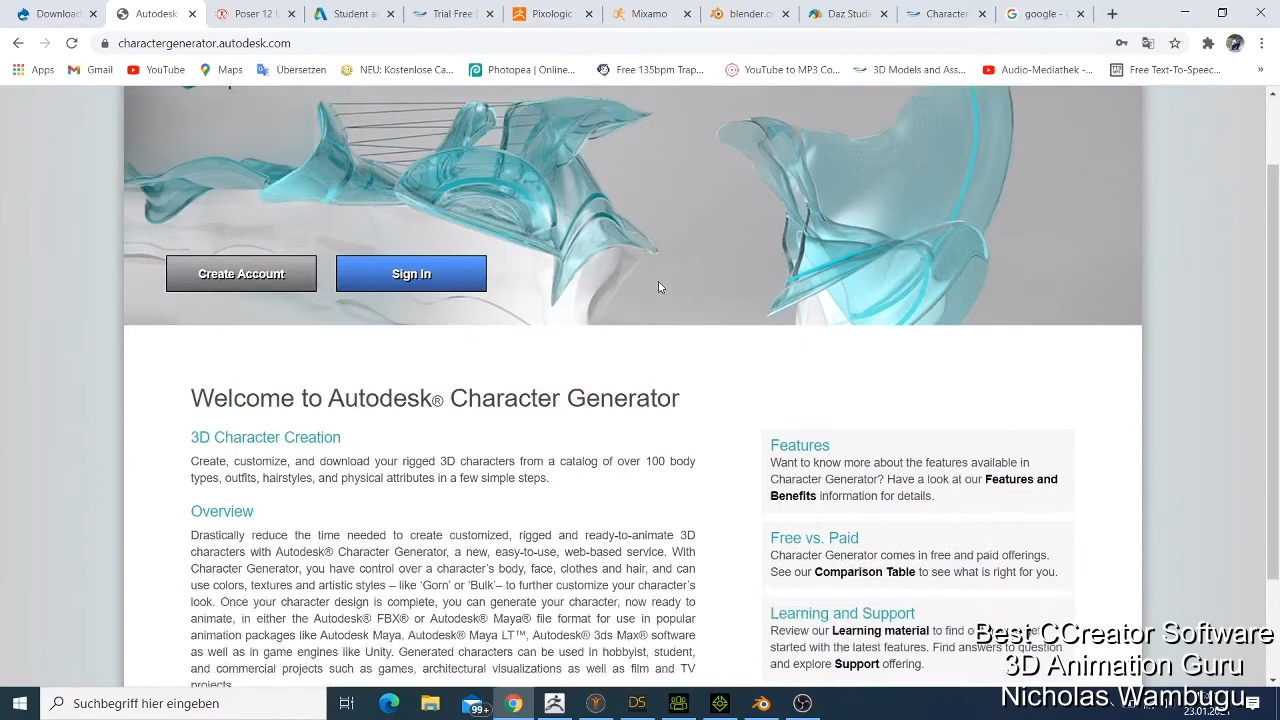 Download
Autodesk
Poser 12
Student ar
Trial Free D
Pixologic
Mixamo
blender.or
Daz Studi
Character
google - G
charactergenerator.autodesk.com
Apps
Gmail
YouTube
Maps
Übersetzen
NEU: Kostenlose Ca...
Photopea | Online...
Free 135bpm Trap...
YouTube to MP3 Co...
3D Models and Ass...
Audio-Mediathek -...
Free Text-To-Speec...
Create Account
Sign In
Welcome to Autodesk® Character Generator
3D Character Creation
Create, customize, and download your rigged 3D characters from a catalog of over 100 body
types, outfits, hairstyles, and physical attributes in a few simple steps.
Overview
Drastically reduce the time needed to create customized, rigged and ready-to-animate 3D
characters with Autodesk® Character Generator, a new, easy-to-use, web-based service. With
Character Generator, you have control over a character's body, face, clothes and hair, and can
use colors, textures and artistic styles – like 'Gorn' or 'Bulk'– to further customize your character's
look. Once your character design is complete, you can generate your character, now ready to
animate, in either the Autodesk® FBX® or Autodesk® Maya® file format for use in popular
animation packages like Autodesk Maya, Autodesk® Maya LT™, Autodesk® 3ds Max® software
as well as in game engines like Unity. Generated characters can be used in hobbyist, student,
and commercial projects such as games, architectural visualizations as well as film and TV
projects.
Features
Want to know more about the features available in
Character Generator? Have a look at our Features and
Benefits information for details.
Free vs. Paid
Character Generator comes in free and paid offerings.
See our Comparison Table to see what is right for you.
Learning and Support
Review our Learning material to find o
started with the latest features. Find answers to question
and explore Support offering.
Best CCreator Software
3D Animation Guru
Nicholas Wambugu
Suchbegriff hier eingeben
99+
DS
23.01.20